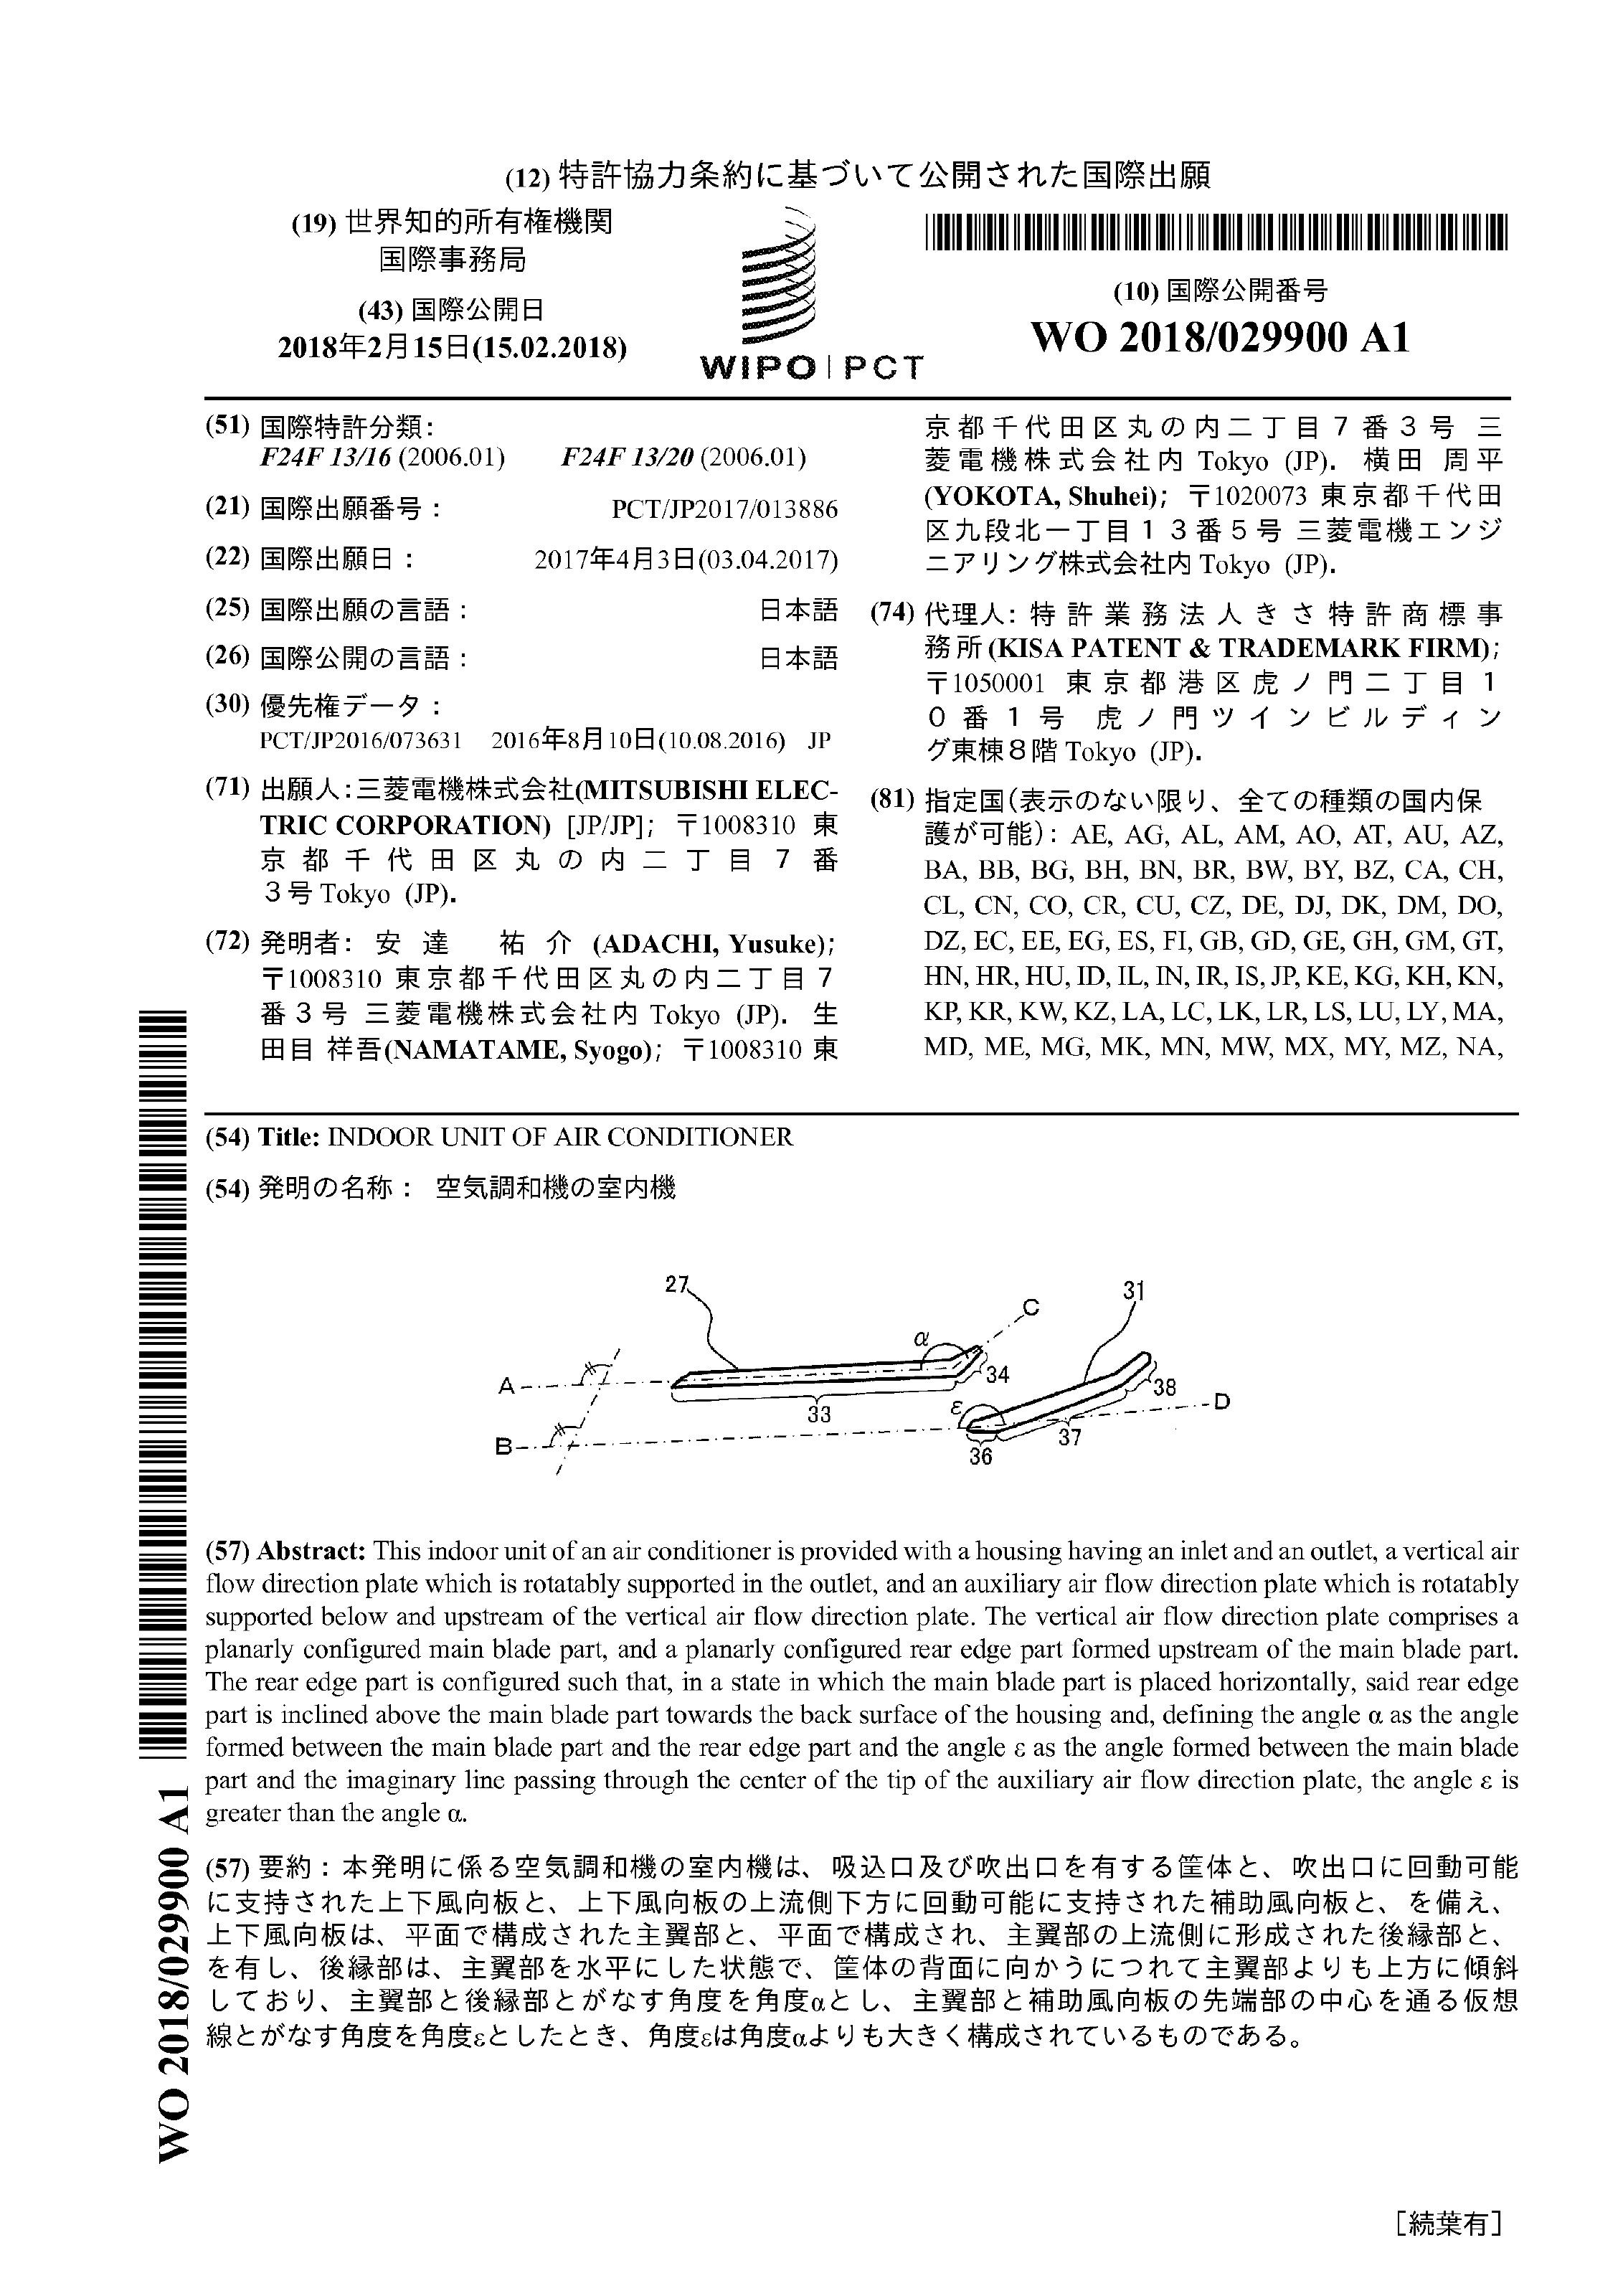 (12) 特許協力条約に基づいて公開された国際出願
(19) 世界知的所有権機関
国際事務局
(43) 国際公開日
2018年2月15日(15.02.2018)
WIPO | PCT
(10) 国際公開番号
WO 2018/029900 A1
(51) 国際特許分類:
F24F 13/16 (2006.01) F24F 13/20 (2006.01)
(21) 国際出願番号: PCT/JP2017/013886
(22) 国際出願日: 2017年4月3日(03.04.2017)
(25) 国際出願の言語: 日本語
(26) 国際公開の言語: 日本語
(30) 優先権データ:
PCT/JP2016/073631 2016年8月10日(10.08.2016) JP
(71) 出願人:三菱電機株式会社(MITSUBISHI ELEC-
TRIC CORPORATION) [JP/JP]; 〒1008310 東
京都千代田区丸の内二丁目7番
3号 Tokyo (JP).
(72) 発明者: 安達 祐介 (ADACHI, Yusuke);
〒1008310 東京都千代田区丸の内二丁目7
番3号 三菱電機株式会社内 Tokyo (JP). 生
田目 祥吾(NAMATAME, Syogo); 〒1008310 東
京都千代田区丸の内二丁目7番3号 三
菱電機株式会社内 Tokyo (JP). 横田 周平
(YOKOTA, Shuhei); 〒1020073 東京都千代田
区九段北一丁目13番5号 三菱電機エンジ
ニアリング株式会社内 Tokyo (JP).
(74) 代理人: 特許業務法人きさ特許商標事
務所(KISA PATENT & TRADEMARK FIRM);
〒1050001 東京都港区虎ノ門二丁目1
0番1号 虎ノ門ツインビルディン
グ東棟8階 Tokyo (JP).
(81) 指定国(表示のない限り、全ての種類の国内保
護が可能): AE, AG, AL, AM, AO, AT, AU, AZ,
BA, BB, BG, BH, BN, BR, BW, BY, BZ, CA, CH,
CL, CN, CO, CR, CU, CZ, DE, DJ, DK, DM, DO,
DZ, EC, EE, EG, ES, FI, GB, GD, GE, GH, GM, GT,
HN, HR, HU, ID, IL, IN, IR, IS, JP, KE, KG, KH, KN,
KP, KR, KW, KZ, LA, LC, LK, LR, LS, LU, LY, MA,
MD, ME, MG, MK, MN, MW, MX, MY, MZ, NA,
(54) Title: INDOOR UNIT OF AIR CONDITIONER
(54) 発明の名称: 空気調和機の室内機
27
31
C
α
A
34
38
33
ε
D
B
37
36
(57) Abstract: This indoor unit of an air conditioner is provided with a housing having an inlet and an outlet, a vertical air
flow direction plate which is rotatably supported in the outlet, and an auxiliary air flow direction plate which is rotatably
supported below and upstream of the vertical air flow direction plate. The vertical air flow direction plate comprises a
planarly configured main blade part, and a planarly configured rear edge part formed upstream of the main blade part.
The rear edge part is configured such that, in a state in which the main blade part is placed horizontally, said rear edge
part is inclined above the main blade part towards the back surface of the housing and, defining the angle α as the angle
formed between the main blade part and the rear edge part and the angle ε as the angle formed between the main blade
part and the imaginary line passing through the center of the tip of the auxiliary air flow direction plate, the angle ε is
greater than the angle α.
(57) 要約:本発明に係る空気調和機の室内機は、吸込口及び吹出口を有する筐体と、吹出口に回動可能
に支持された上下風向板と、上下風向板の上流側下方に回動可能に支持された補助風向板と、を備え、
上下風向板は、平面で構成された主翼部と、平面で構成され、主翼部の上流側に形成された後縁部と、
を有し、後縁部は、主翼部を水平にした状態で、筐体の背面に向かうにつれて主翼部よりも上方に傾斜
しており、主翼部と後縁部とがなす角度を角度αとし、主翼部と補助風向板の先端部の中心を通る仮想
線とがなす角度を角度εとしたとき、角度εは角度αよりも大きく構成されているものである。
WO 2018/029900 A1
[続葉有]